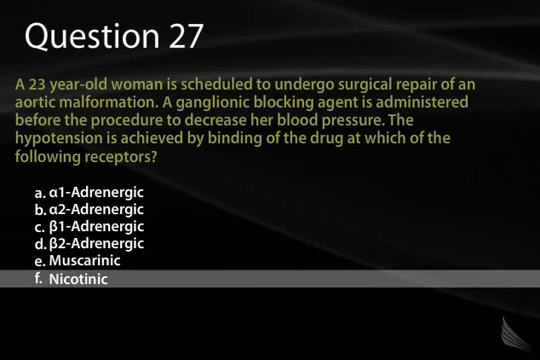 Question 27
A 23 year-old woman is scheduled to undergo surgical repair of an
aortic malformation. A ganglionic blocking agent is administered
before the procedure to decrease her blood pressure. The
hypotension is achieved by binding of the drug at which of the
following receptors?
a. α1-Adrenergic
b. α2-Adrenergic
c. β1-Adrenergic
d. β2-Adrenergic
e. Muscarinic
f. Nicotinic